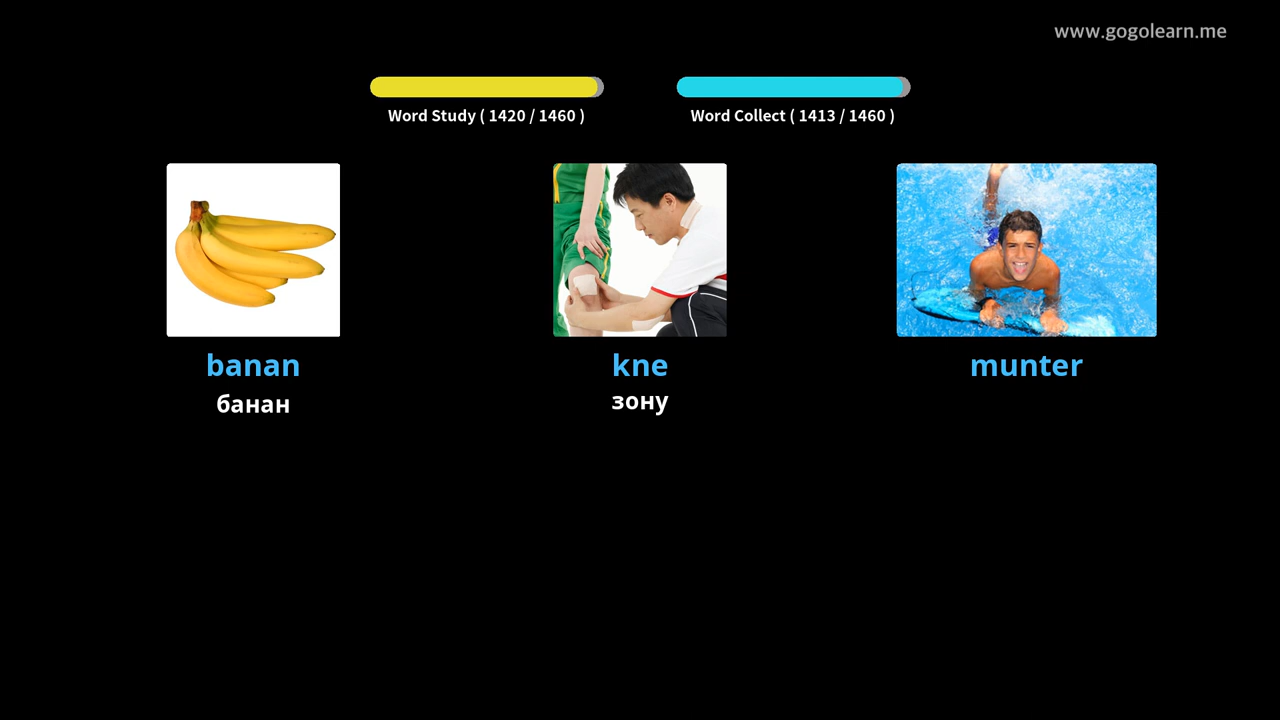 www.gogolearn.me
Word Study ( 1420 / 1460 )
Word Collect ( 1413 / 1460 )
banan
kne
munter
банан
зону